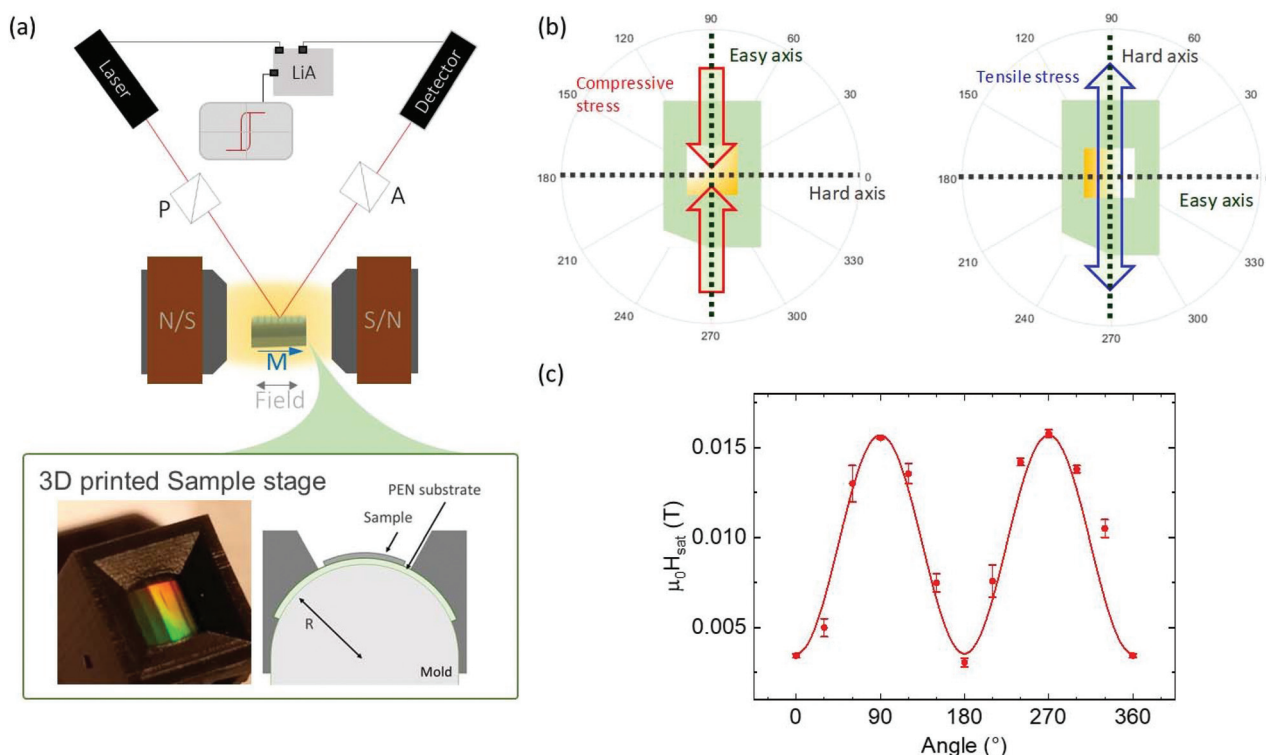 (a)
Laser
LiA
Detector
P
A
N/S
S/N
M
Field
3D printed Sample stage
PEN substrate
Sample
R
Mold
(b)
90
120
60
Easy axis
Compressive
stress
150
30
180
0
Hard axis
210
330
240
300
270
90
120
60
Hard axis
Tensile stress
150
30
180
0
Easy axis
210
330
240
300
270
(c)
μ₀Hsat (T)
0.015
0.010
0.005
0
90
180
270
360
Angle (°)